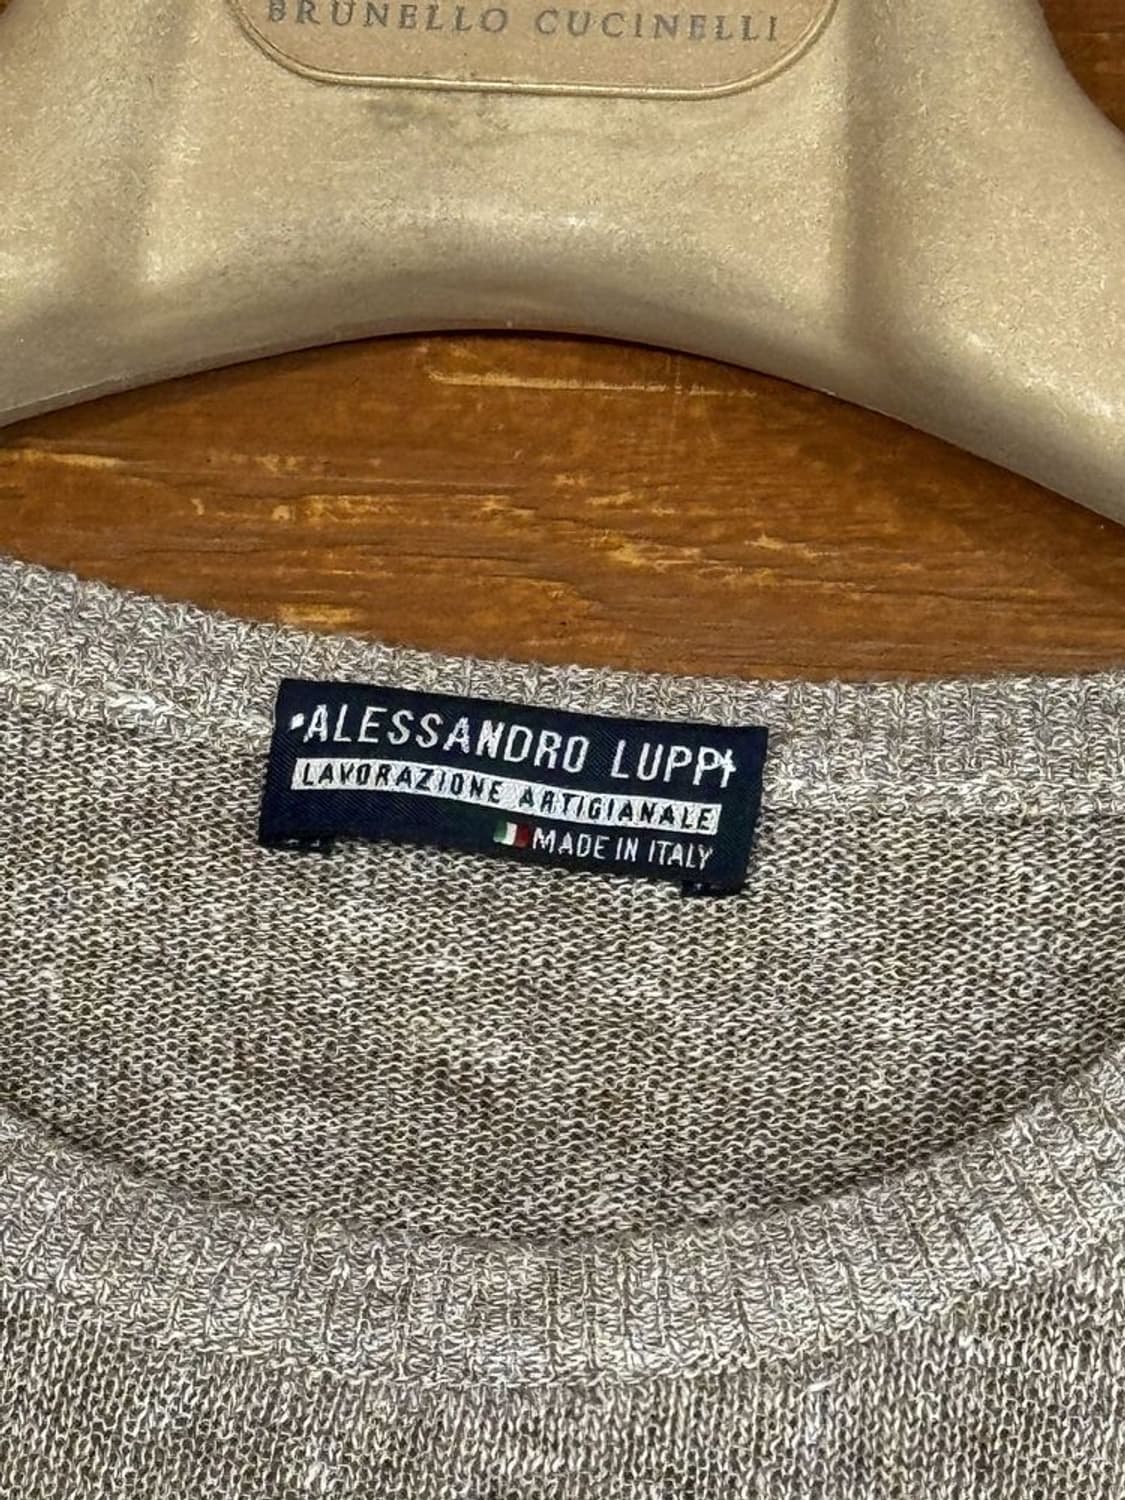 BRUNELLO CUCINELLI
ALESSANDRO LUPPI
LAVORAZIONE ARTIGIANALE
MADE IN ITALY